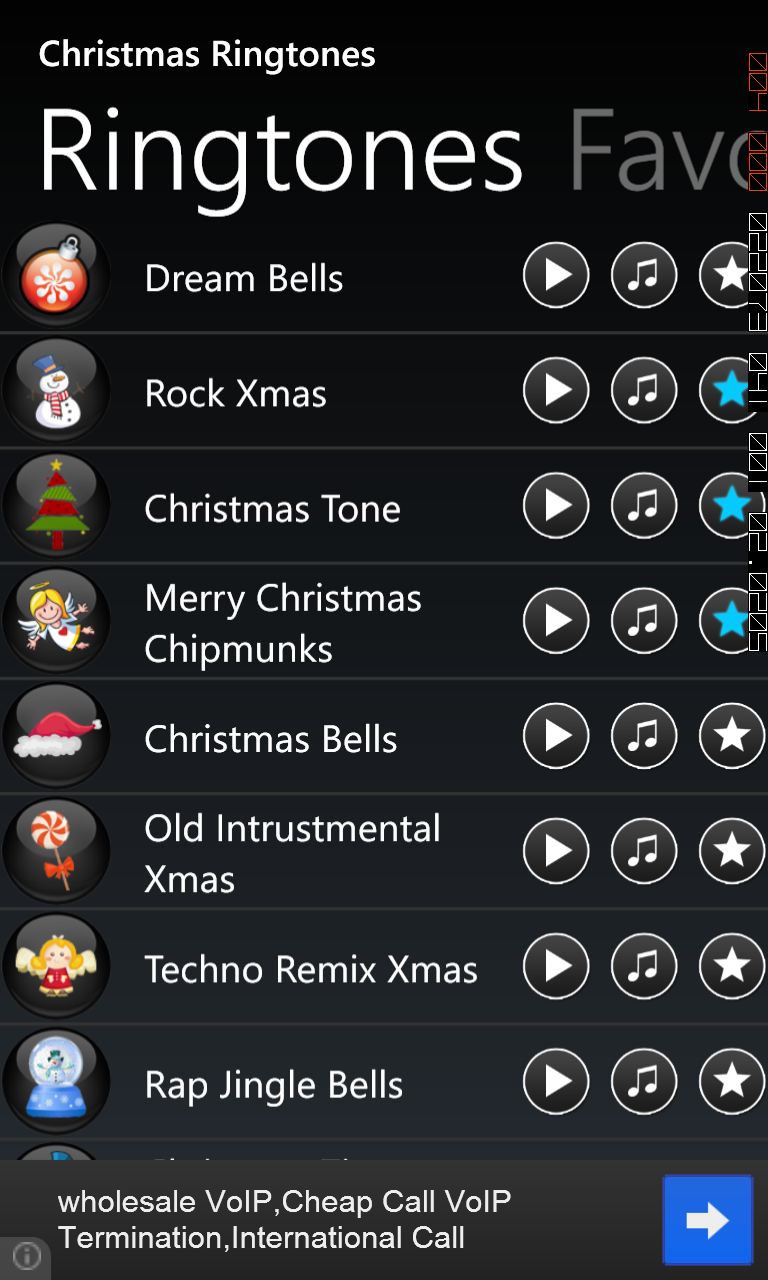 Christmas Ringtones
Ringtones Favo
Dream Bells
Rock Xmas
Christmas Tone
Merry Christmas
Chipmunks
Christmas Bells
Old Intrustmental
Xmas
Techno Remix Xmas
Rap Jingle Bells
wholesale VoIP,Cheap Call VoIP
Termination,International Call